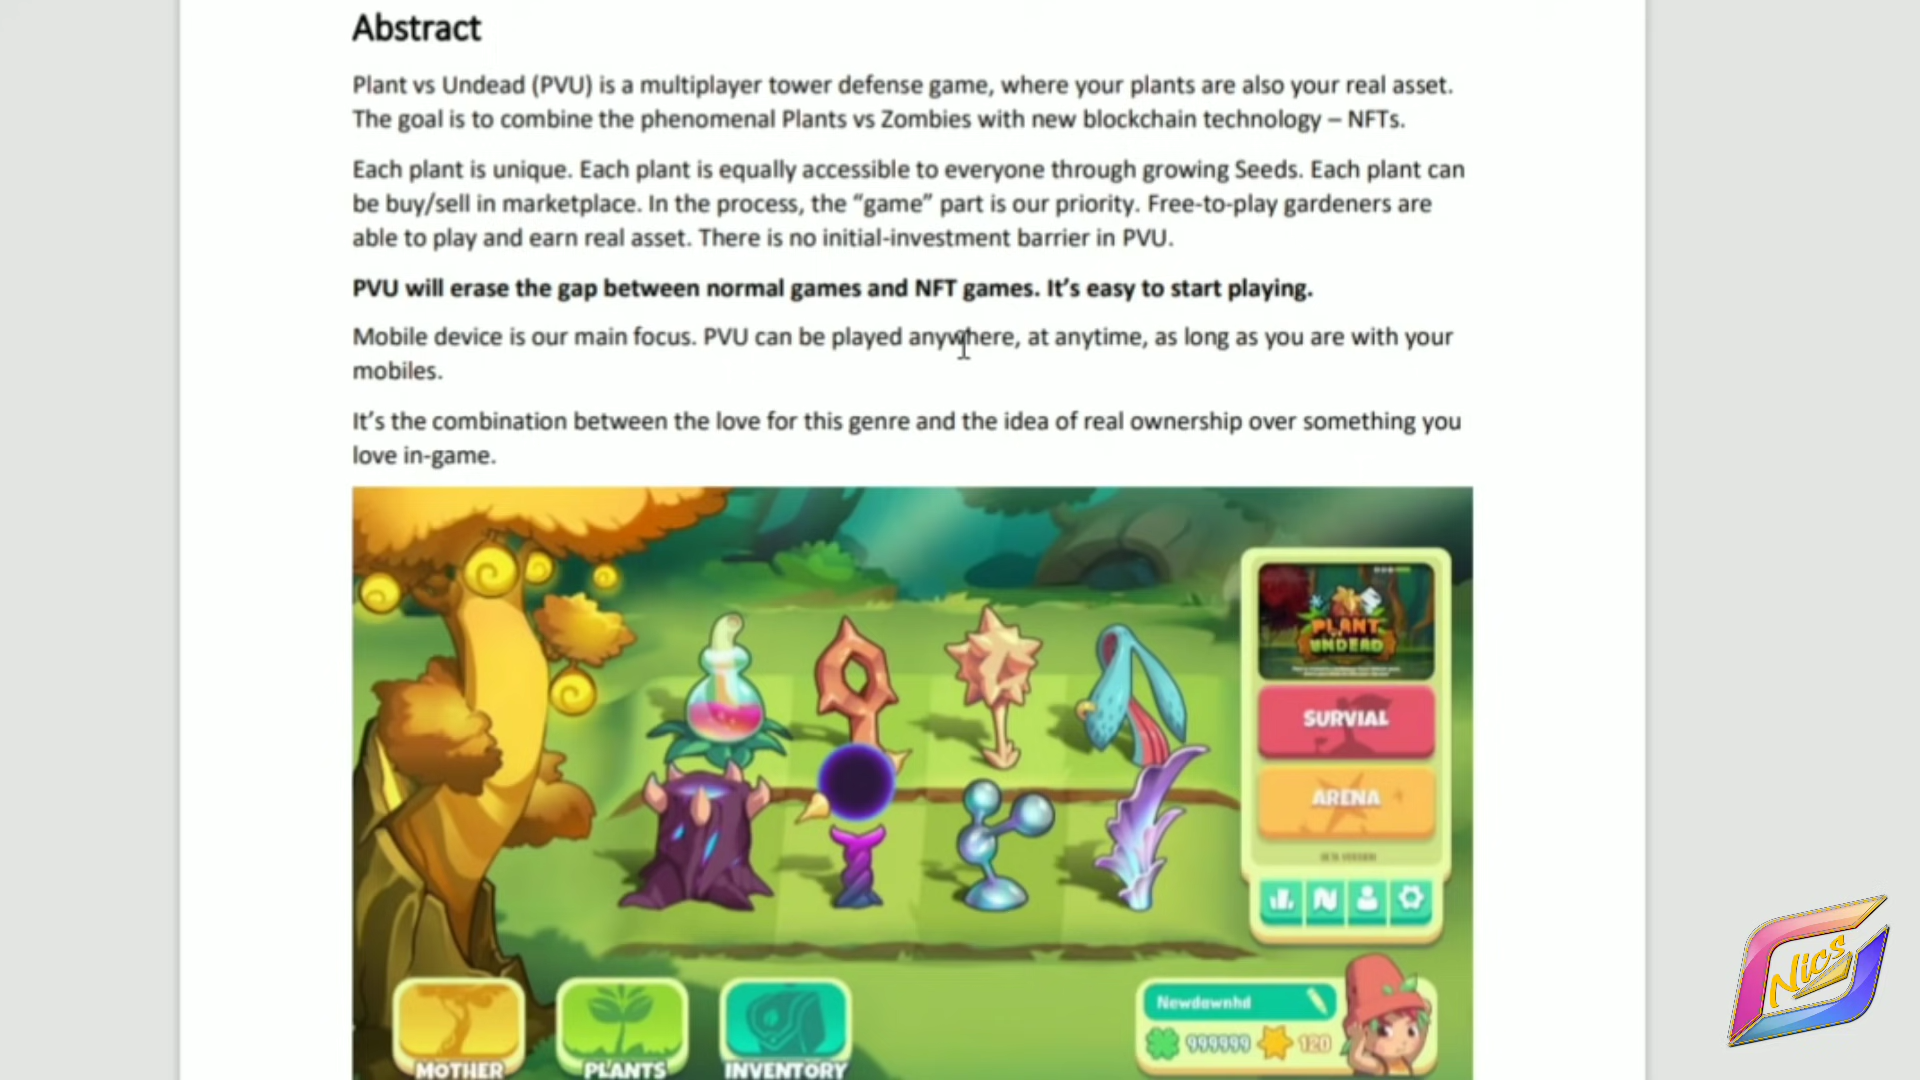 Abstract
Plant vs Undead (PVU) is a multiplayer tower defense game, where your plants are also your real asset.
The goal is to combine the phenomenal Plants vs Zombies with new blockchain technology – NFTs.
Each plant is unique. Each plant is equally accessible to everyone through growing Seeds. Each plant can
be buy/sell in marketplace. In the process, the “game” part is our priority. Free-to-play gardeners are
able to play and earn real asset. There is no initial-investment barrier in PVU.
PVU will erase the gap between normal games and NFT games. It’s easy to start playing.
Mobile device is our main focus. PVU can be played anywhere, at anytime, as long as you are with your
mobiles.
It’s the combination between the love for this genre and the idea of real ownership over something you
love in-game.
PLANT
UNDEAD
SURVIAL
ARENA
BETA VERSION
Newdawnhd
999999 120
MOTHER PLANTS INVENTORY
Nics